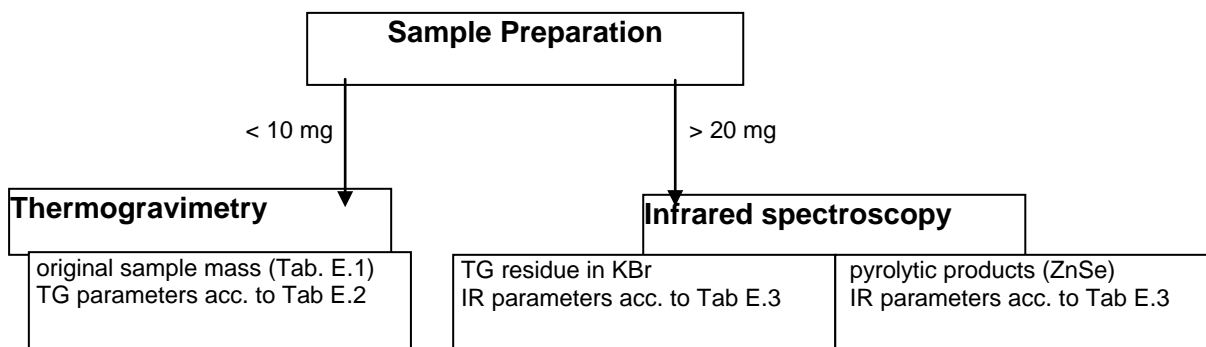 Sample Preparation
< 10 mg
> 20 mg
Thermogravimetry
Infrared spectroscopy
original sample mass (Tab. E.1)
TG parameters acc. to Tab E.2
TG residue in KBr
IR parameters acc. to Tab E.3
pyrolytic products (ZnSe)
IR parameters acc. to Tab E.3